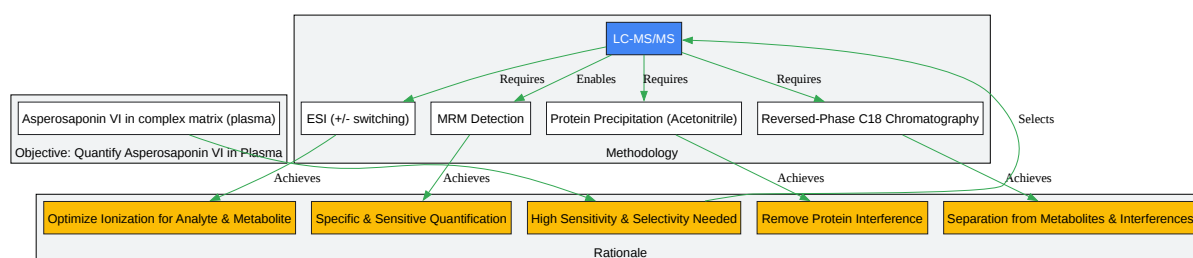 LC-MS/MS
Requires
Enables
Requires
Requires
Asperosaponin VI in complex matrix (plasma)
ESI (+/- switching)
MRM Detection
Protein Precipitation (Acetonitrile)
Reversed-Phase C18 Chromatography
Selects
Objective: Quantify Asperosaponin VI in Plasma
Methodology
Achieves
Achieves
Achieves
Achieves
Optimize Ionization for Analyte & Metabolite
Specific & Sensitive Quantification
High Sensitivity & Selectivity Needed
Remove Protein Interference
Separation from Metabolites & Interferences
Rationale